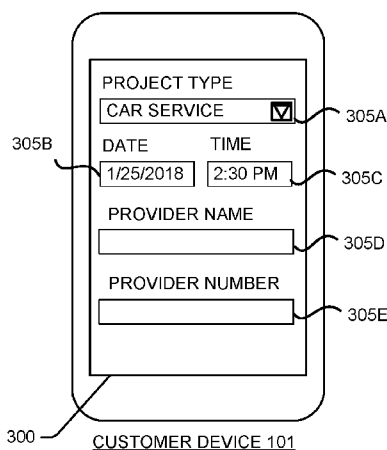 PROJECT TYPE
CAR SERVICE
305A
305B
DATE TIME
1/25/2018 2:30 PM
305C
PROVIDER NAME
305D
PROVIDER NUMBER
305E
300
CUSTOMER DEVICE 101